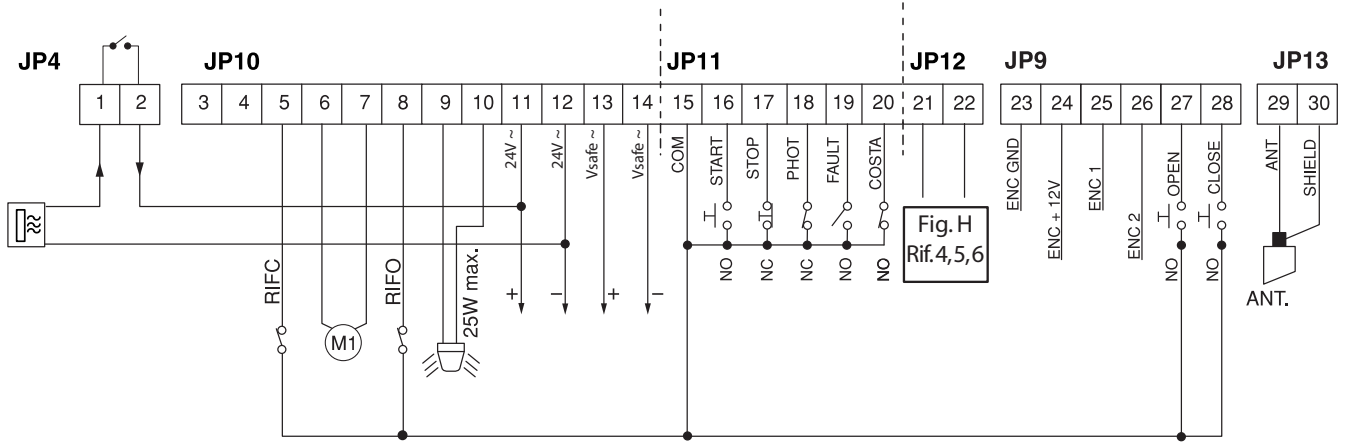 JP4 JP10 JP11 JP12 JP9 JP13
1 2 3 4 5 6 7 8 9 10 11 12 13 14 15 16 17 18 19 20 21 22 23 24 25 26 27 28 29 30
24V ~
24V ~
Vsafe ~
Vsafe ~
COM
START
STOP
PHOT
FAULT
COSTA
ENC GND
ENC + 12V
ENC 1
ENC 2
OPEN
CLOSE
ANT
SHIELD
Fig. H
Rif. 4,5,6
RIFC
M1
RIFO
25W max.
+ – + –
NO
NC
NC
NO
NO
NO
NO
ANT.